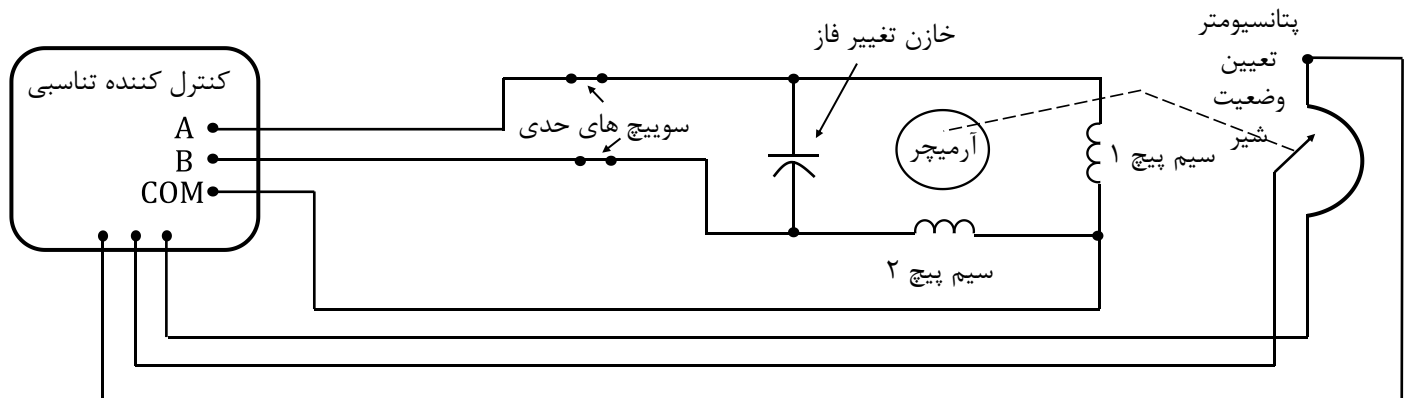 پتانسیومتر
تعیین
وضعیت
شیر
خازن تغییر فاز
کنترل کننده تناسبی
A
B
COM
سوییچ های حدی
آرمیچر
سیم پیچ ۱
سیم پیچ ۲